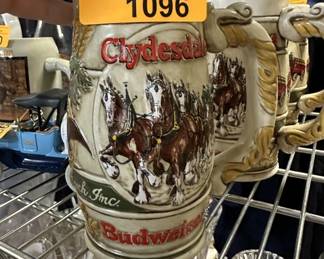 1096
Clydesdal
h, Inc.
Budweise